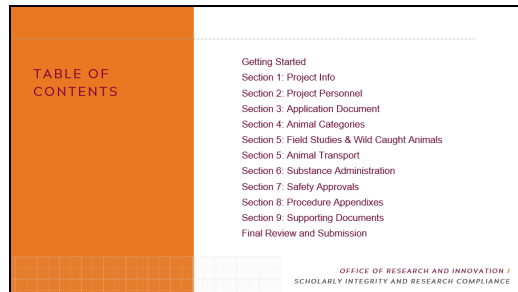 TABLE OF
CONTENTS
Getting Started
Section 1: Project Info
Section 2: Project Personnel
Section 3: Application Document
Section 4: Animal Categories
Section 5: Field Studies & Wild Caught Animals
Section 5: Animal Transport
Section 6: Substance Administration
Section 7: Safety Approvals
Section 8: Procedure Appendixes
Section 9: Supporting Documents
Final Review and Submission
OFFICE OF RESEARCH AND INNOVATION /
SCHOLARLY INTEGRITY AND RESEARCH COMPLIANCE